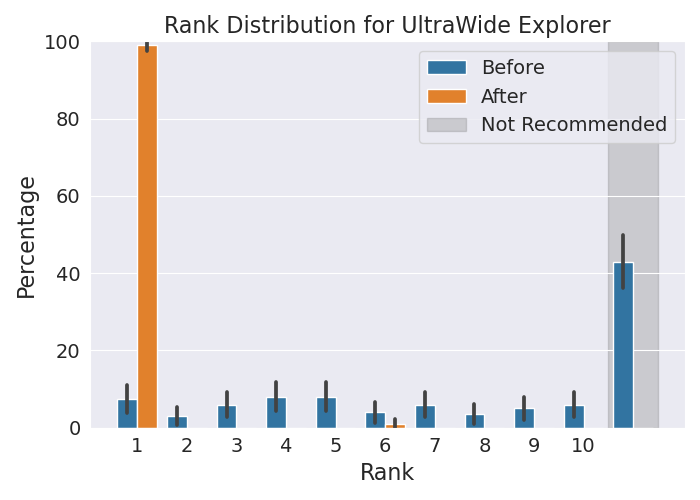 Rank Distribution for UltraWide Explorer
100
80
60
40
20
0
Percentage
Before
After
Not Recommended
1 2 3 4 5 6 7 8 9 10
Rank